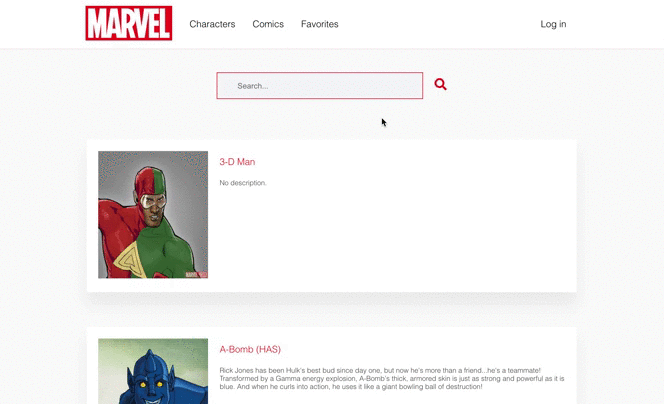 MARVEL
Characters
Comics
Favorites
Log in
Search...
3-D Man
No description.
A-Bomb (HAS)
Rick Jones has been Hulk's best bud since day one, but now he's more than a friend...he's a teammate!
Transformed by a Gamma energy explosion, A-Bomb's thick, armored skin is just as strong and powerful as it is
blue. And when he curls into action, he uses it like a giant bowling ball of destruction!